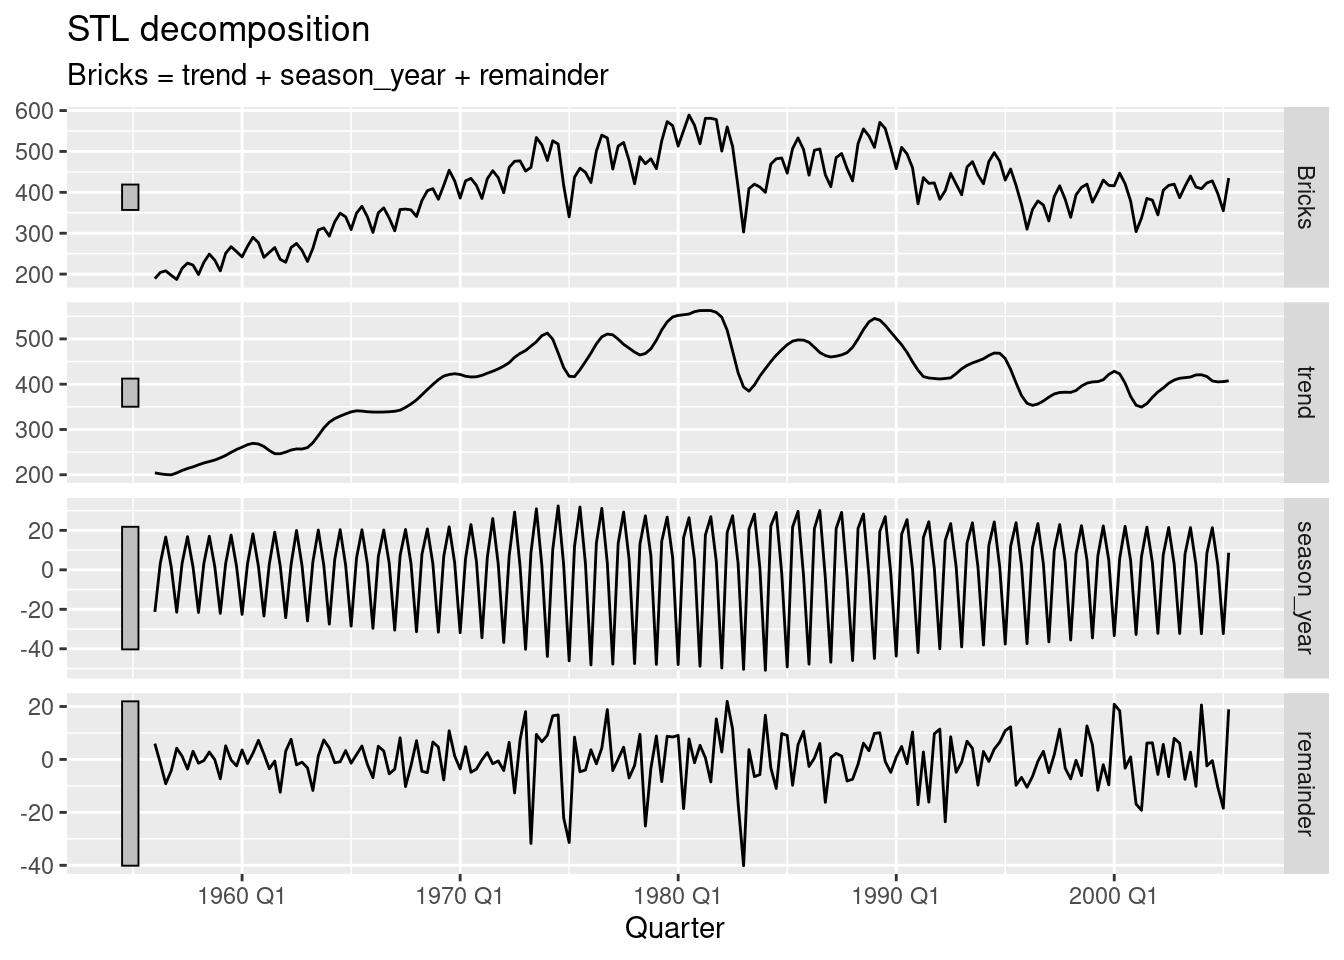 STL decomposition
Bricks = trend + season_year + remainder
600
500
400
300
200
Bricks
500
400
300
200
trend
20
0
-20
-40
season_year
20
0
-20
-40
remainder
1960 Q1 1970 Q1 1980 Q1 1990 Q1 2000 Q1
Quarter